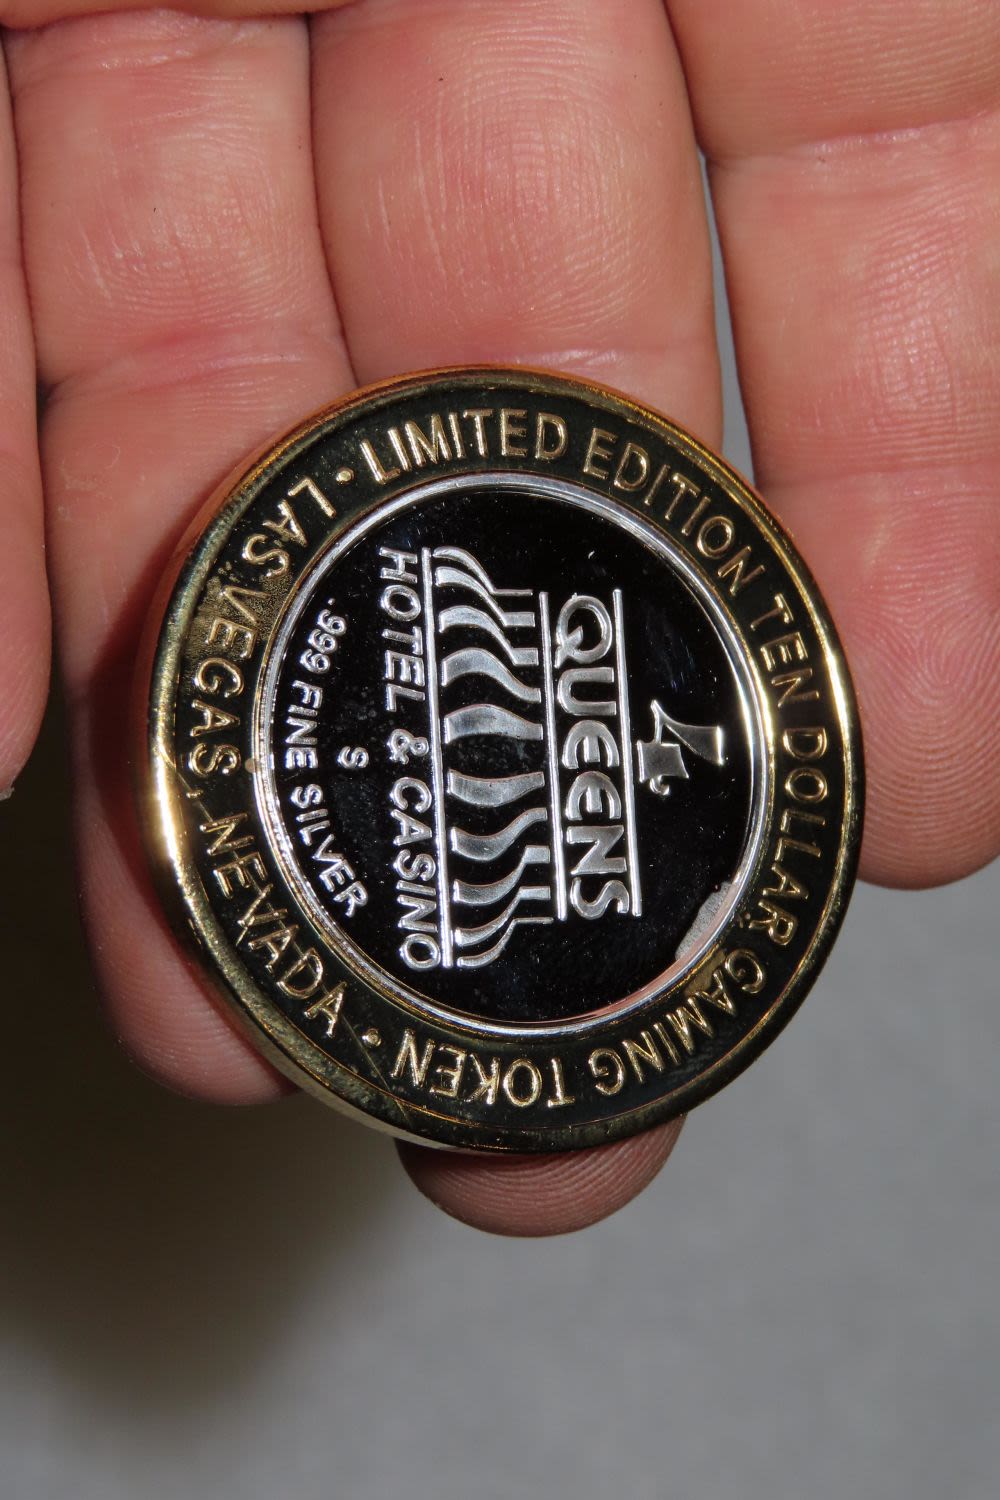 • LIMITED EDITION TEN DOLLAR GAMING TOKEN •
LAS VEGAS, NEVADA
4
QUEENS
HOTEL & CASINO
S
.999 FINE SILVER